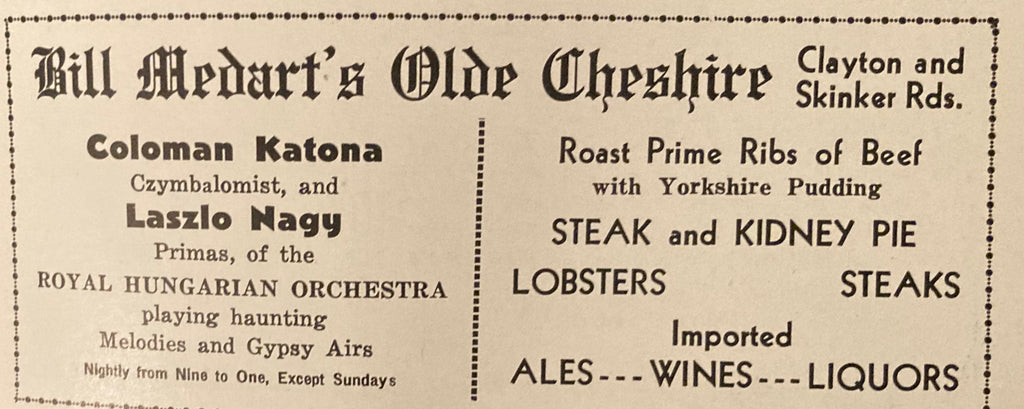 Bill Medart's Olde Cheshire
Clayton and
Skinker Rds.
Coloman Katona
Czymbalomist, and
Laszlo Nagy
Primas, of the
ROYAL HUNGARIAN ORCHESTRA
playing haunting
Melodies and Gypsy Airs
Nightly from Nine to One, Except Sundays
Roast Prime Ribs of Beef
with Yorkshire Pudding
STEAK and KIDNEY PIE
LOBSTERS STEAKS
Imported
ALES---WINES---LIQUORS